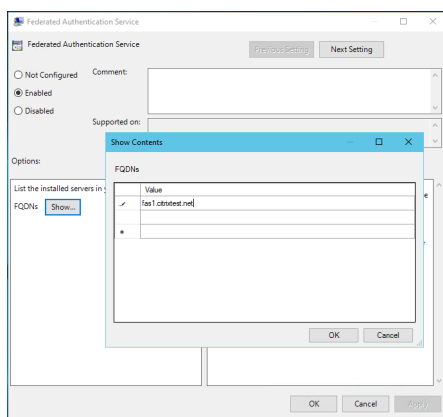 Federated Authentication Service
Federated Authentication Service
Previous Setting
Next Setting
Not Configured
Comment:
Enabled
Disabled
Supported on:
Options:
Show Contents
FQDNs
Value
fas1.citrixtest.net
List the installed servers in
FQDNs
Show...
OK
Cancel
OK
Cancel
Apply